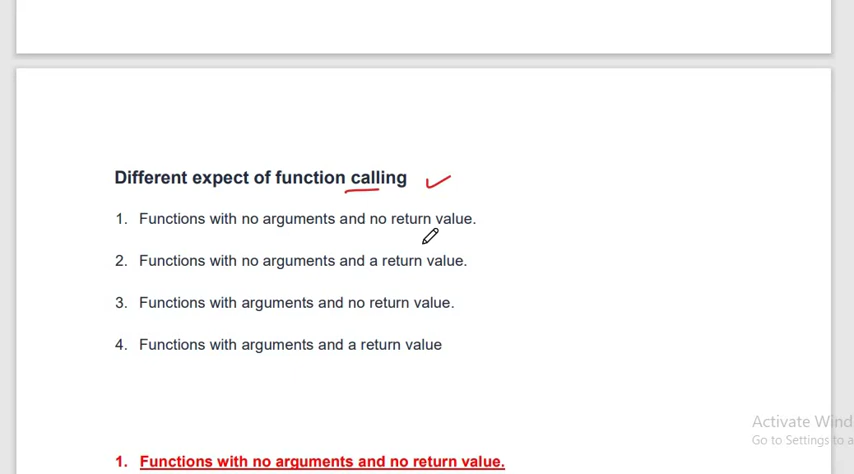 Different expect of function calling
1. Functions with no arguments and no return value.
2. Functions with no arguments and a return value.
3. Functions with arguments and no return value.
4. Functions with arguments and a return value
Activate Wind
Go to Settings to a
1. Functions with no arguments and no return value.